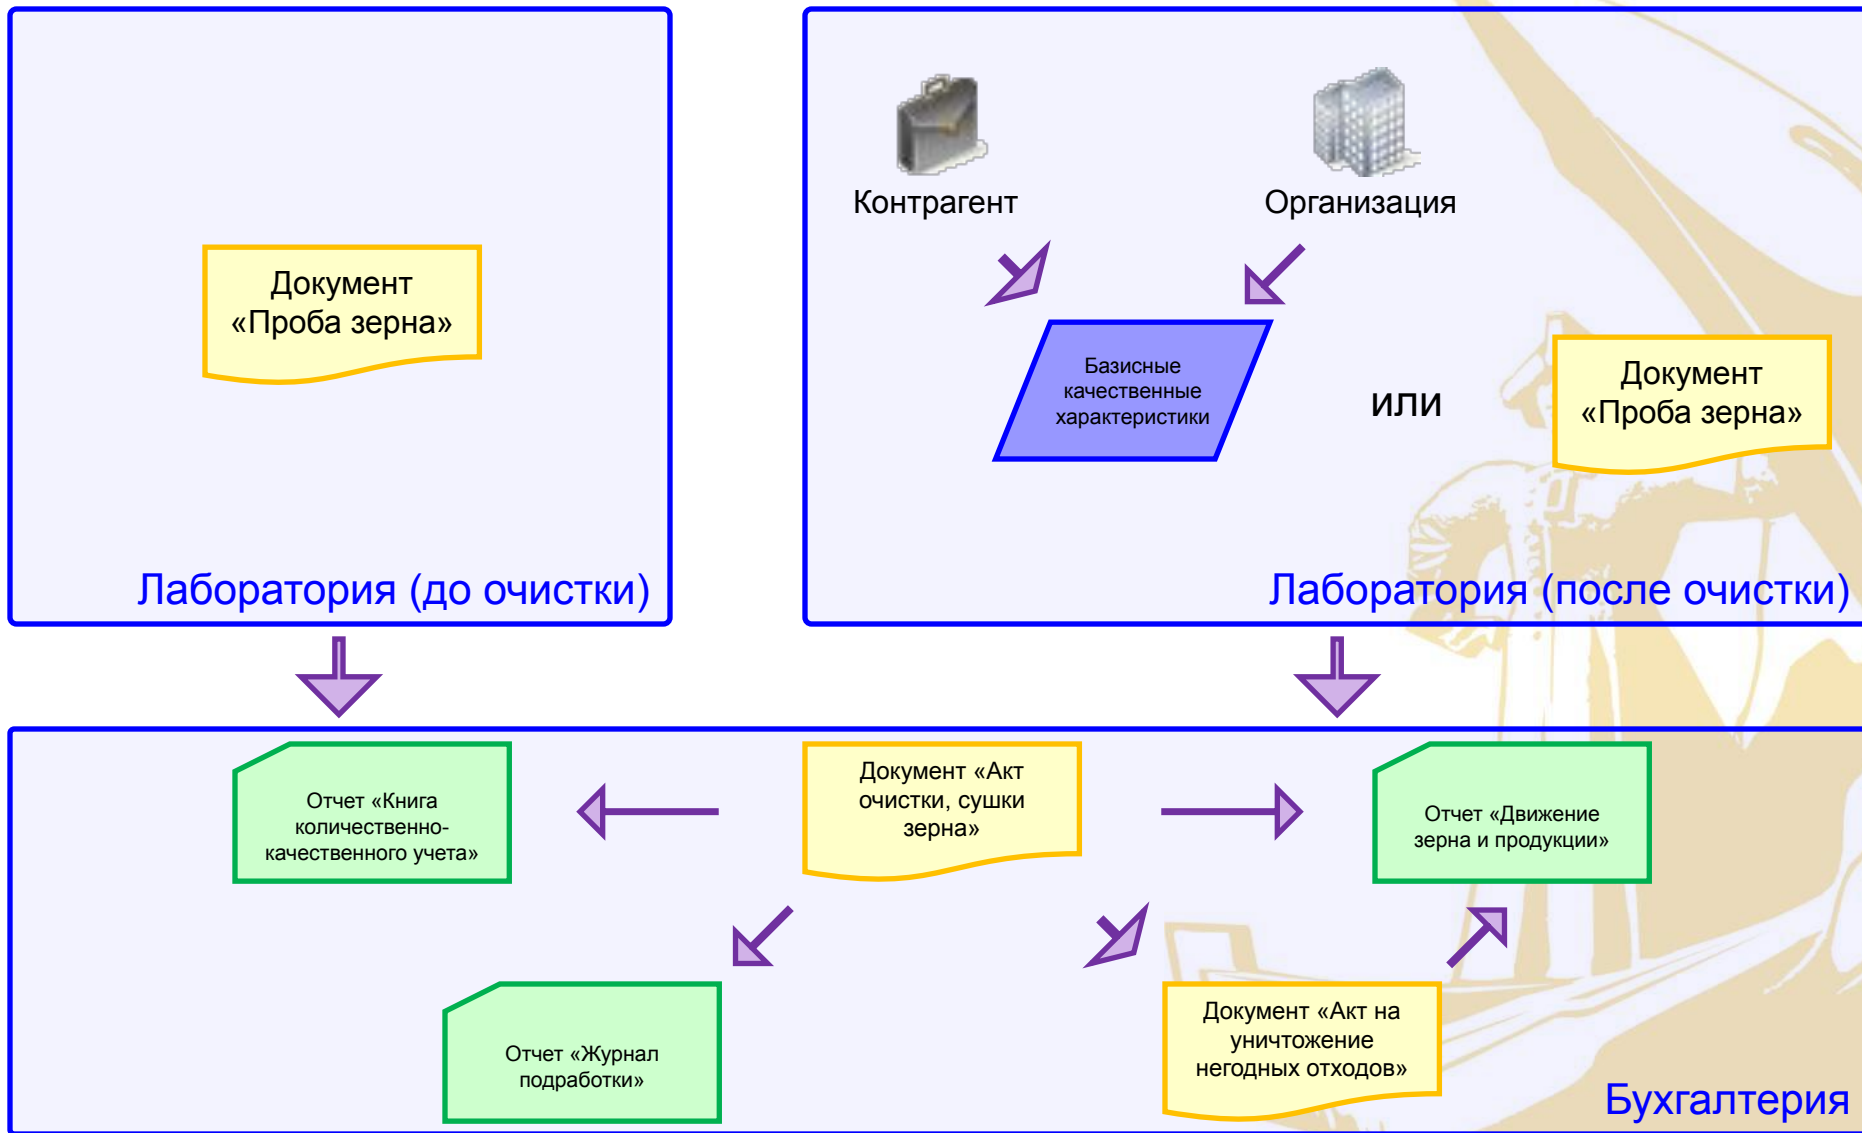 Документ
«Проба зерна»
Лаборатория (до очистки)
Контрагент
Организация
Базисные
качественные
характеристики
или
Документ
«Проба зерна»
Лаборатория (после очистки)
Отчет «Книга
количественно-
качественного учета»
Документ «Акт
очистки, сушки
зерна»
Отчет «Движение
зерна и продукции»
Отчет «Журнал
подработки»
Документ «Акт на
уничтожение
негодных отходов»
Бухгалтерия